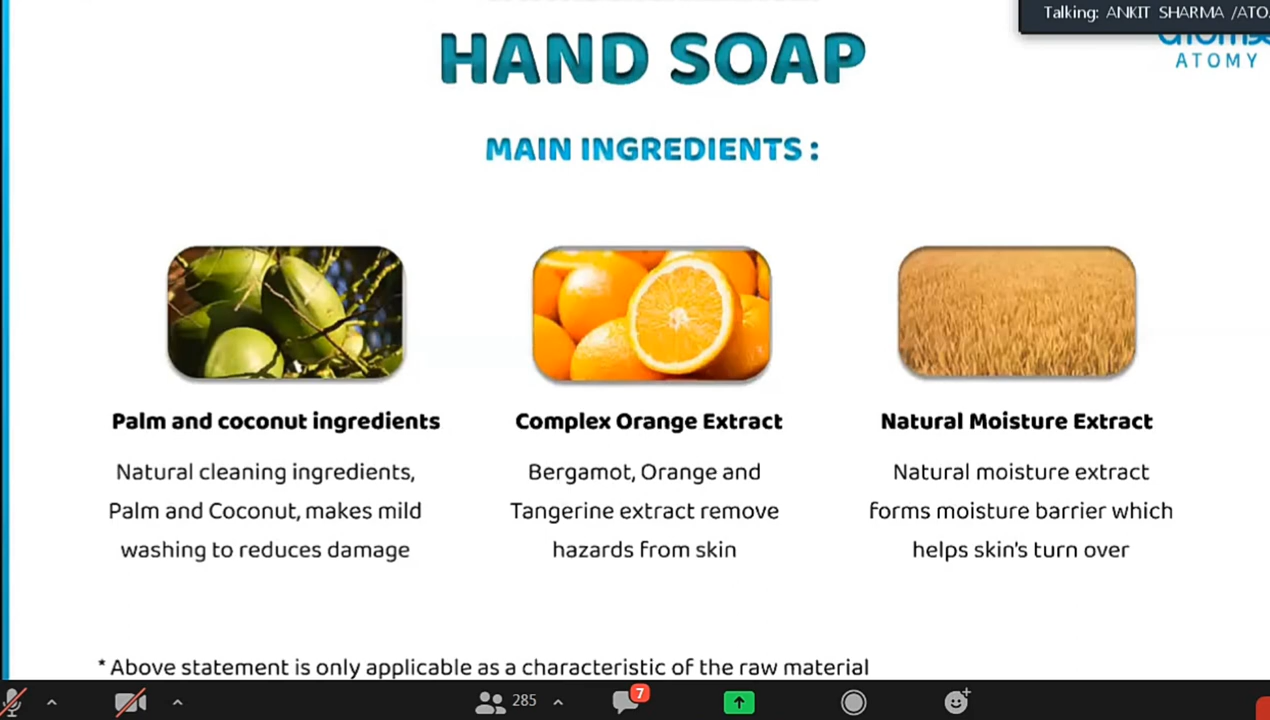 Talking: ANKIT SHARMA /ATO
HAND SOAP
ATOMY
MAIN INGREDIENTS :
Palm and coconut ingredients
Natural cleaning ingredients,
Palm and Coconut, makes mild
washing to reduces damage
Complex Orange Extract
Bergamot, Orange and
Tangerine extract remove
hazards from skin
Natural Moisture Extract
Natural moisture extract
forms moisture barrier which
helps skin's turn over
* Above statement is only applicable as a characteristic of the raw material
285
7